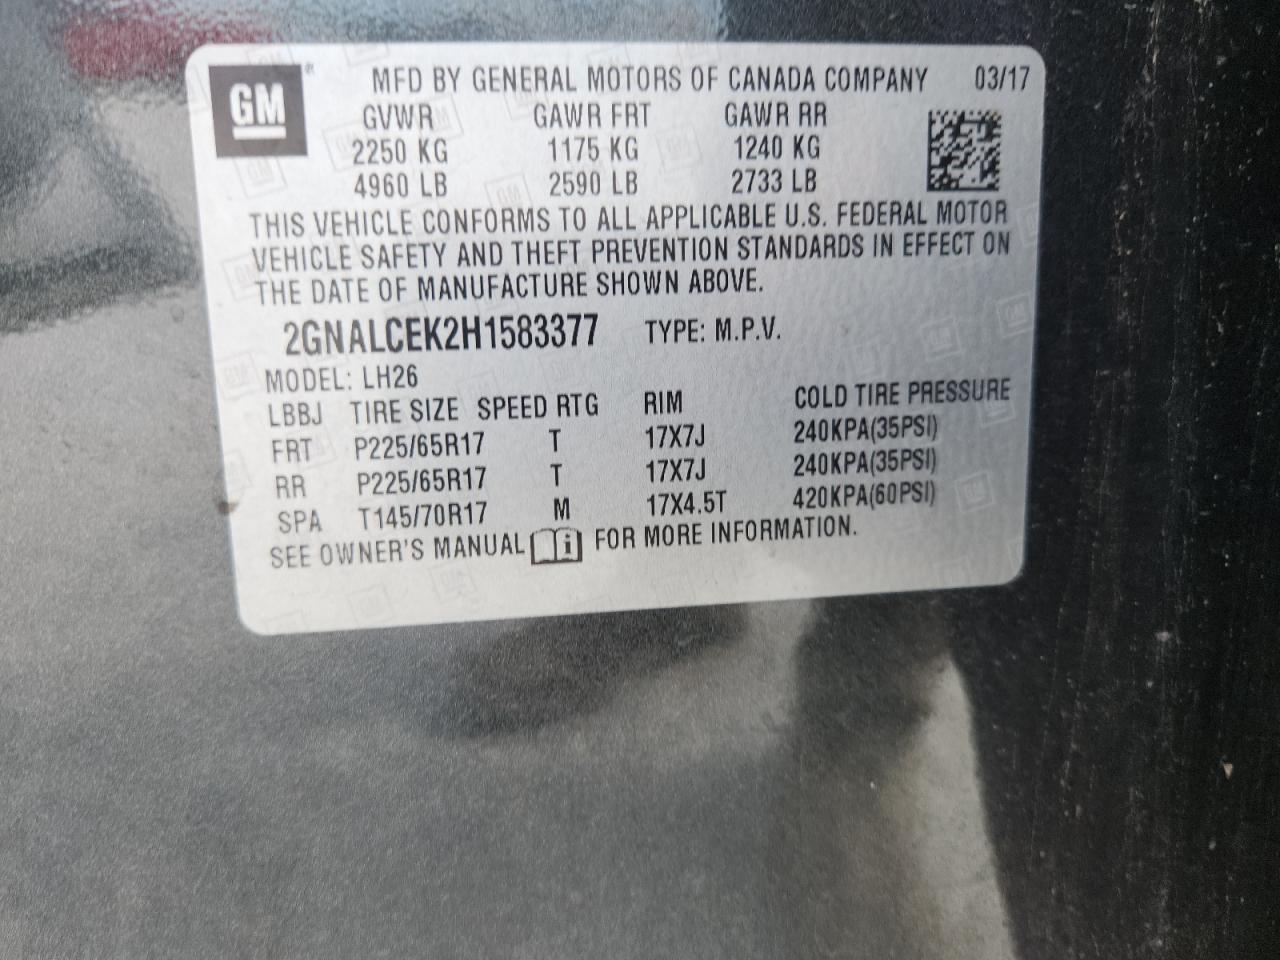 GM
MFD BY GENERAL MOTORS OF CANADA COMPANY 03/17
GVWR GAWR FRT GAWR RR
2250 KG 1175 KG 1240 KG
4960 LB 2590 LB 2733 LB
THIS VEHICLE CONFORMS TO ALL APPLICABLE U.S. FEDERAL MOTOR
VEHICLE SAFETY AND THEFT PREVENTION STANDARDS IN EFFECT ON
THE DATE OF MANUFACTURE SHOWN ABOVE.
2GNALCEK2H1583377 TYPE: M.P.V.
MODEL: LH26
LBBJ TIRE SIZE SPEED RTG RIM COLD TIRE PRESSURE
FRT P225/65R17 T 17X7J 240KPA(35PSI)
RR P225/65R17 T 17X7J 240KPA(35PSI)
SPA T145/70R17 M 17X4.5T 420KPA(60PSI)
SEE OWNER'S MANUAL i FOR MORE INFORMATION.